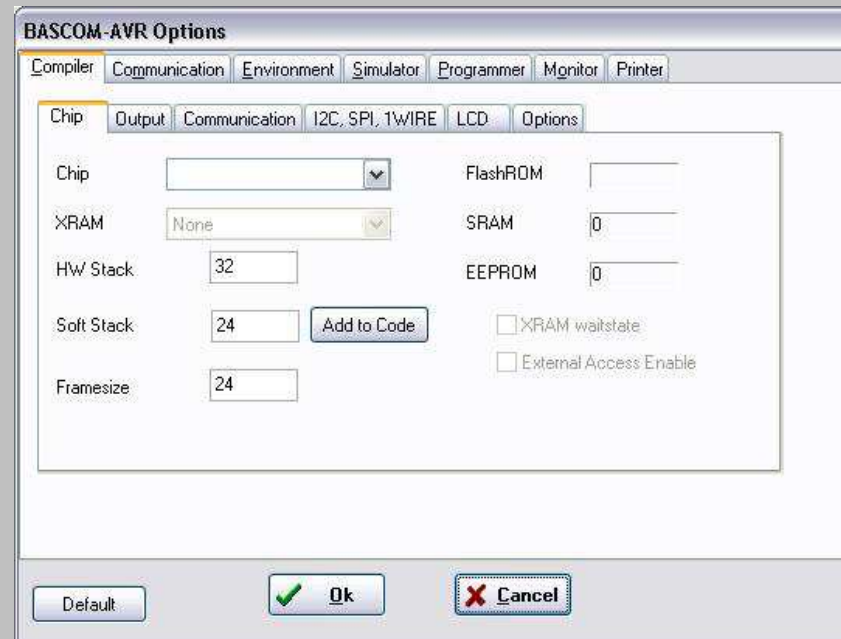 BASCOM-AVR Options
Compiler Communication Environment Simulator Programmer Monitor Printer
Chip Output Communication I2C, SPI, 1WIRE LCD Options
Chip FlashROM
XRAM None SRAM 0
HW Stack 32 EEPROM 0
Soft Stack 24 Add to Code XRAM waitstate
External Access Enable
Framesize 24
Default Ok Cancel